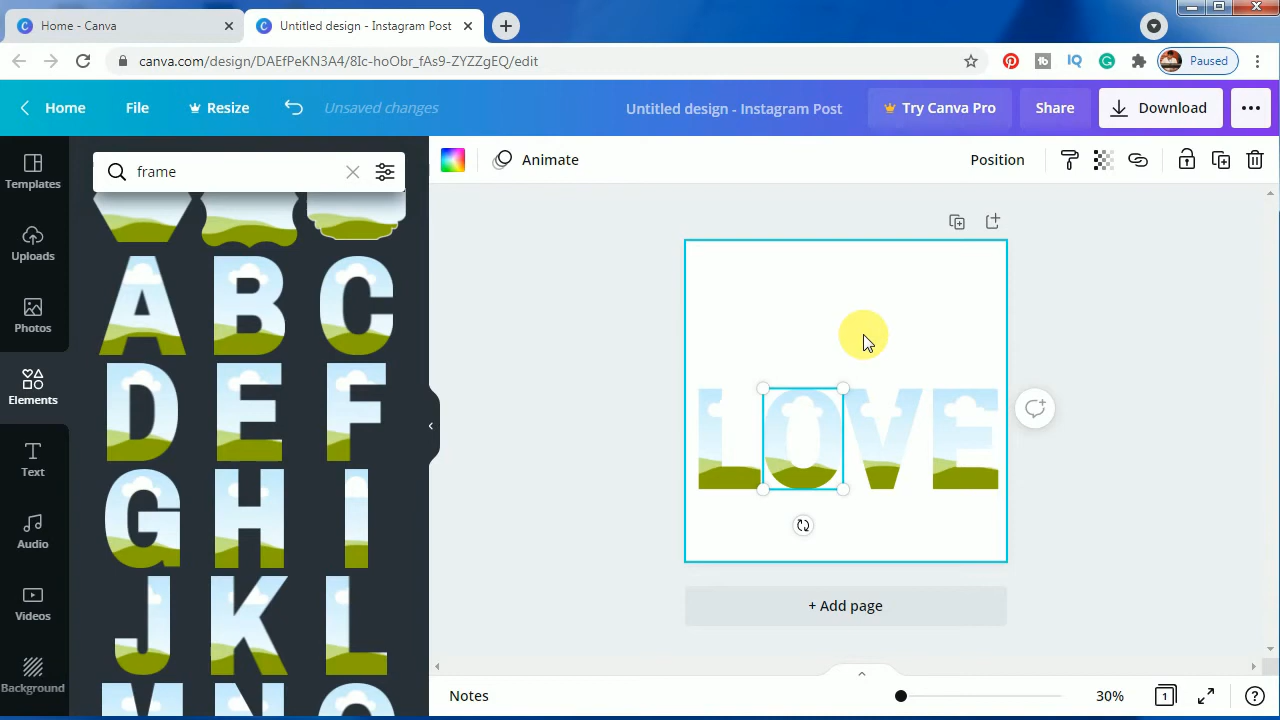 Home - Canva
Untitled design - Instagram Post
canva.com/design/DAEfPeKN3A4/8Ic-hoObr_fAs9-ZYZZgEQ/edit
Paused
Home
File
Resize
Unsaved changes
Untitled design - Instagram Post
Try Canva Pro
Share
Download
Templates
Uploads
Photos
Elements
Text
Audio
Videos
Background
frame
A B C
D E F
G H I
J K L
Animate
Position
LOVE
+ Add page
Notes
30%
1